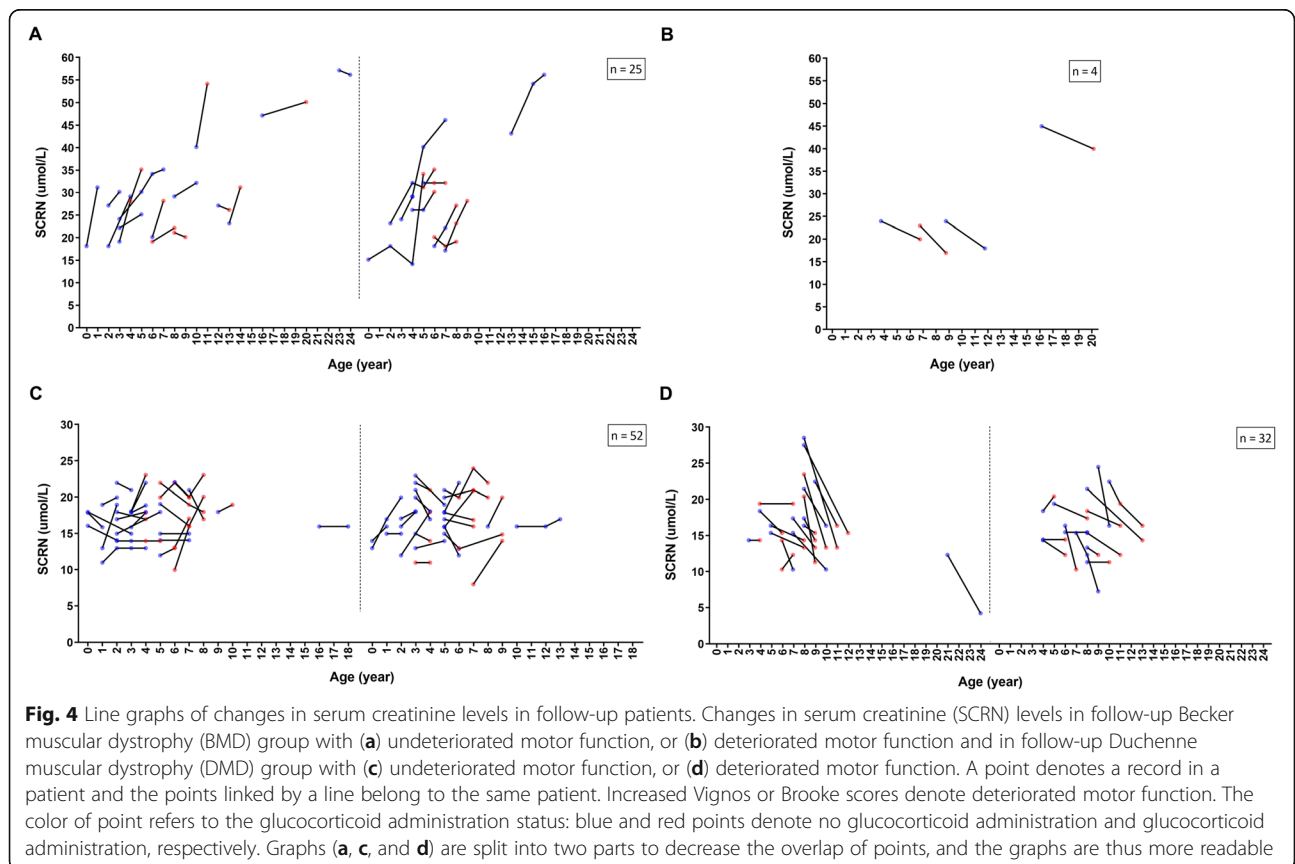 A
60
55
50
45
40
35
30
25
20
15
10
5
0
SCRN (umol/L)
n = 25
0 1 2 3 4 5 6 7 8 9 10 11 12 13 14 15 16 17 18 19 20 21 22 23 24 0 1 2 3 4 5 6 7 8 9 10 11 12 13 14 15 16 17 18 19 20 21 22 23 24
Age (year)
B
60
55
50
45
40
35
30
25
20
15
10
5
0
SCRN (umol/L)
n = 4
0 1 2 3 4 5 6 7 8 9 10 11 12 13 14 15 16 17 18 19 20
Age (year)
C
30
25
20
15
10
5
0
SCRN (umol/L)
n = 52
0 1 2 3 4 5 6 7 8 9 10 11 12 13 14 15 16 17 18 0 1 2 3 4 5 6 7 8 9 10 11 12 13 14 15 16 17 18
Age (year)
D
30
25
20
15
10
5
0
SCRN (umol/L)
n = 32
0 1 2 3 4 5 6 7 8 9 10 11 12 13 14 15 16 17 18 19 20 21 22 23 24 0 1 2 3 4 5 6 7 8 9 10 11 12 13 14 15 16 17 18 19 20 21 22 23 24
Age (year)
Fig. 4 Line graphs of changes in serum creatinine levels in follow-up patients. Changes in serum creatinine (SCRN) levels in follow-up Becker
muscular dystrophy (BMD) group with (a) undeteriorated motor function, or (b) deteriorated motor function and in follow-up Duchenne
muscular dystrophy (DMD) group with (c) undeteriorated motor function, or (d) deteriorated motor function. A point denotes a record in a
patient and the points linked by a line belong to the same patient. Increased Vignos or Brooke scores denote deteriorated motor function. The
color of point refers to the glucocorticoid administration status: blue and red points denote no glucocorticoid administration and glucocorticoid
administration, respectively. Graphs (a, c, and d) are split into two parts to decrease the overlap of points, and the graphs are thus more readable